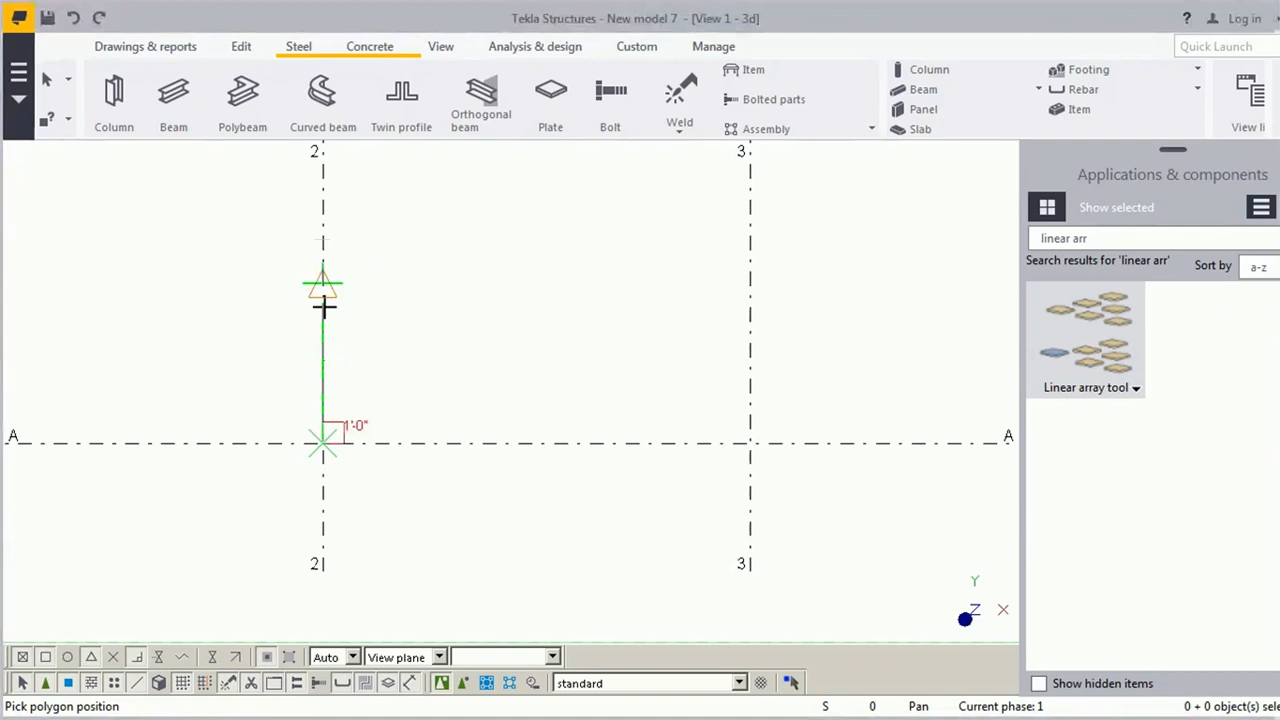 Tekla Structures - New model 7 - [View 1 - 3d]
? Log in
Drawings & reports Edit Steel Concrete View Analysis & design Custom Manage
Quick Launch
Column Beam Polybeam Curved beam Twin profile Orthogonal beam Plate Bolt Weld
Item
Bolted parts
Assembly
Column
Beam
Panel
Slab
Footing
Rebar
Item
View li
2 3
Applications & components
Show selected
linear arr
Search results for 'linear arr' Sort by a-z
Linear array tool
1'-0"
A A
2 3
Y
Z X
Auto View plane
standard
Show hidden items
Pick polygon position S 0 Pan Current phase: 1 0 + 0 object(s) sele